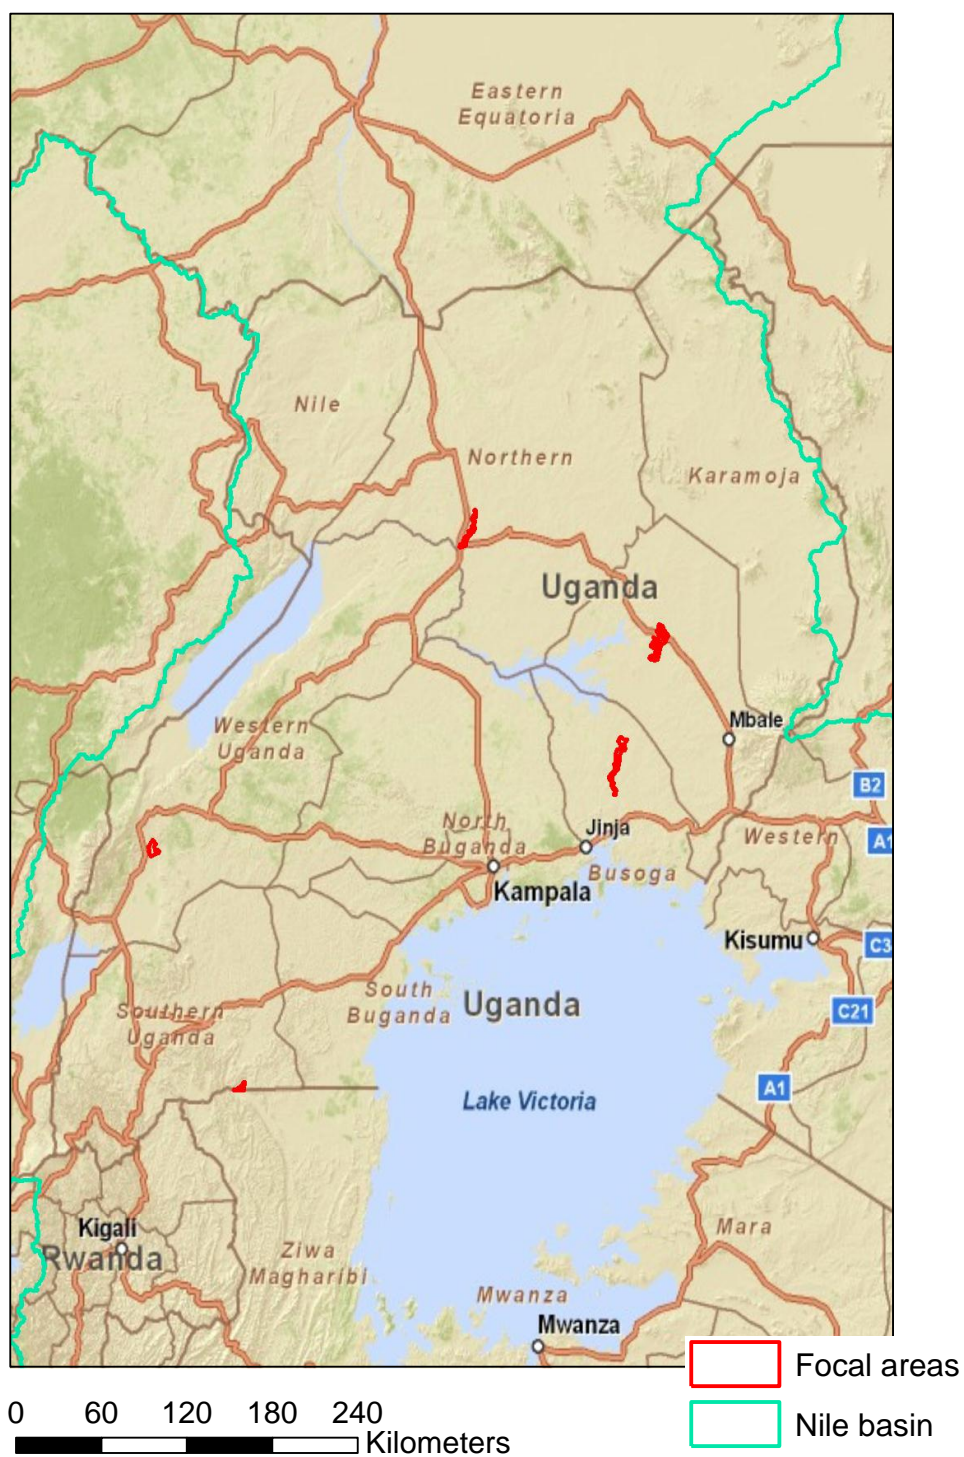 Eastern
Equatoria
Nile
Northern
Karamoja
Uganda
Western
Uganda
Mbale
B2
North
Buganda
Jinja
Western
A1
Busoga
Kampala
Kisumu
C3
South
Buganda
Uganda
Southern
Uganda
C21
A1
Lake Victoria
Kigali
Rwanda
Ziwa
Magharibi
Mara
Mwanza
Mwanza
0 60 120 180 240
Kilometers
Focal areas
Nile basin